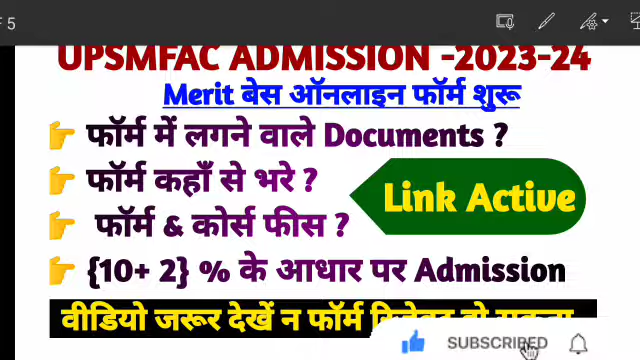 f 5
UPSMFAC ADMISSION -2023-24
Merit बेस ऑनलाइन फॉर्म शुरू
👉 फॉर्म में लगने वाले Documents ?
👉 फॉर्म कहाँ से भरे ?
Link Active
👉 फॉर्म & कोर्स फीस ?
👉 {10+ 2} % के आधार पर Admission
वीडियो जरूर देखें न फॉर्म
SUBSCRIBED